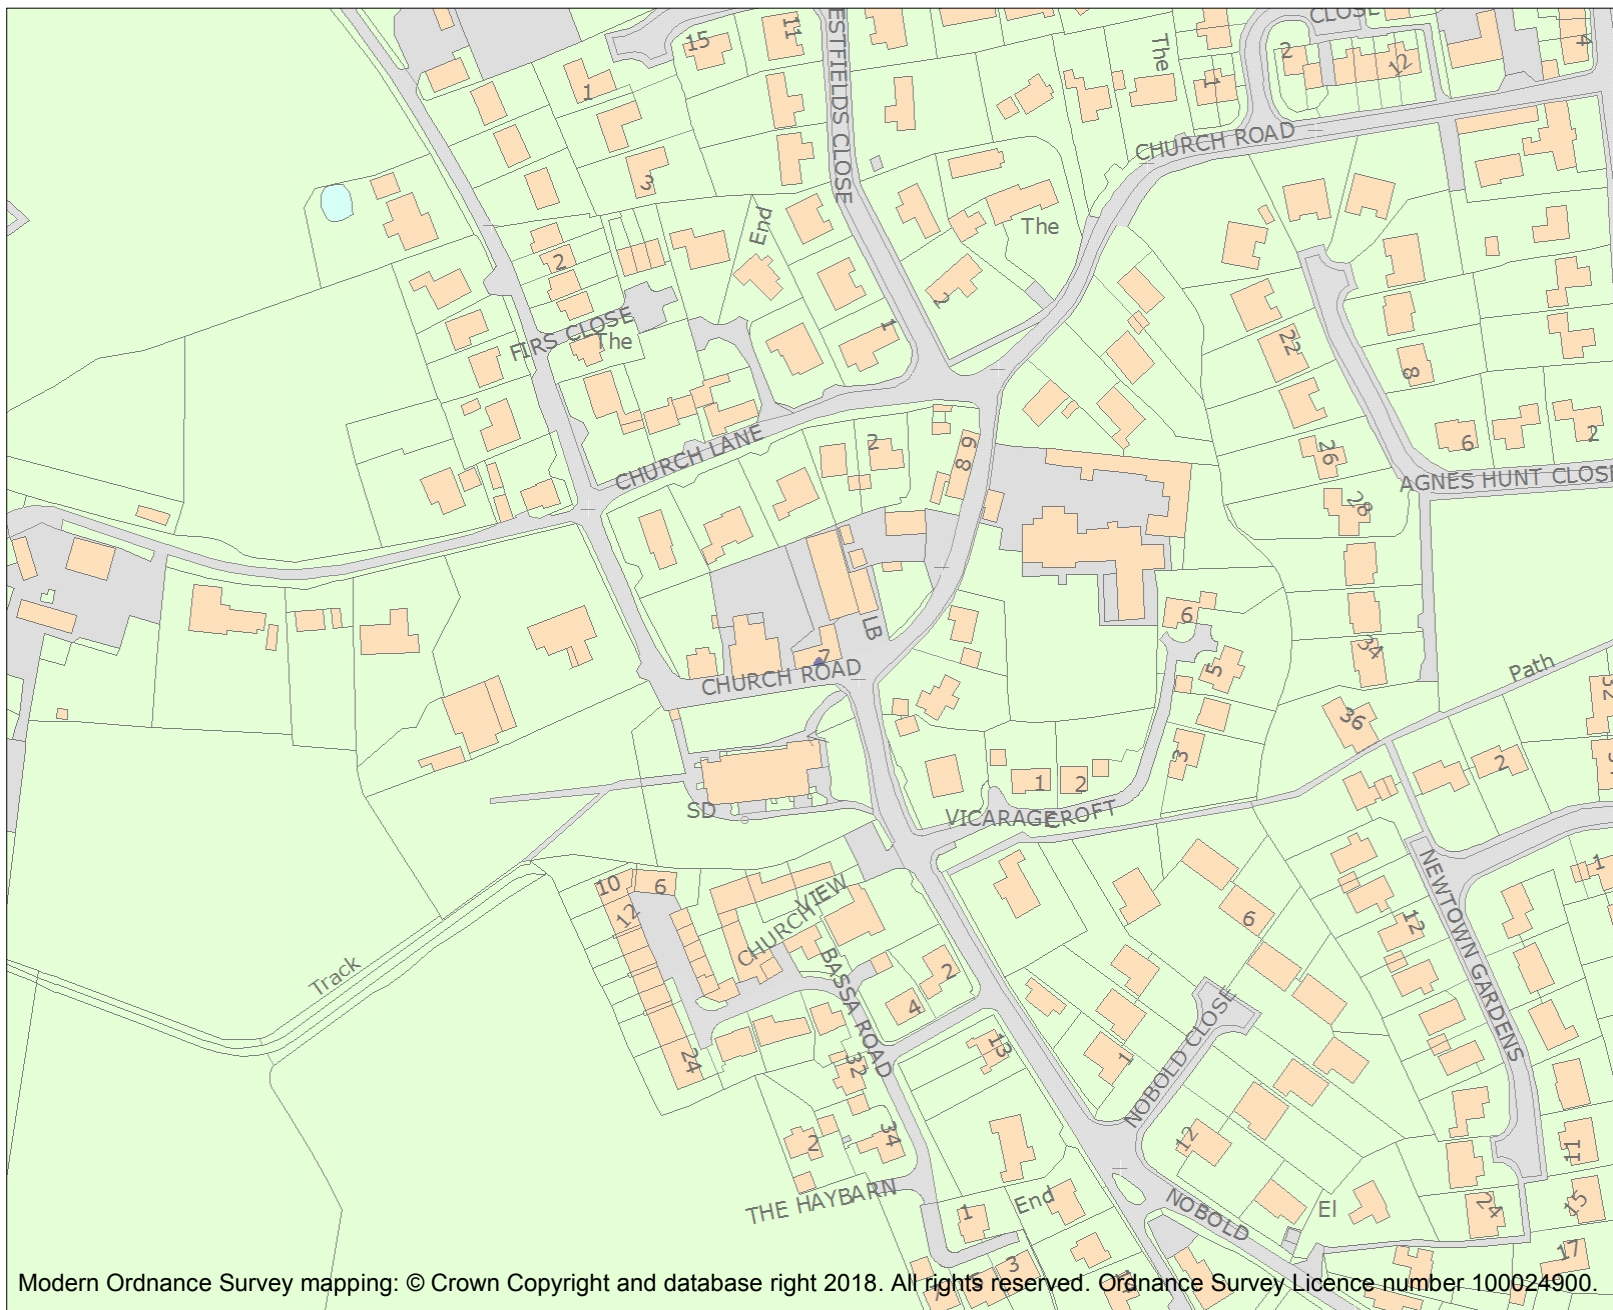 15
11
ESTFIELDS CLOSE
The
1
CLOSE
2
12
4
1
3
CHURCH ROAD
End
The
2
2
1
FIRS CLOSE
The
22
8
CHURCH LANE
2
6
8
26
6
2
AGNES HUNT CLOSE
28
LB
6
7
CHURCH ROAD
5
34
Path
32
36
3
2
1
2
SD
VICARAGE CROFT
10
6
12
CHURCH VIEW
6
NEWTOWN GARDENS
1
12
Track
BASSA ROAD
2
4
13
NOBOLD CLOSE
1
24
32
2
34
12
11
THE HAYBARN
1
End
NOBOLD
El
24
15
3
17
Modern Ordnance Survey mapping: © Crown Copyright and database right 2018. All rights reserved. Ordnance Survey Licence number 100024900.